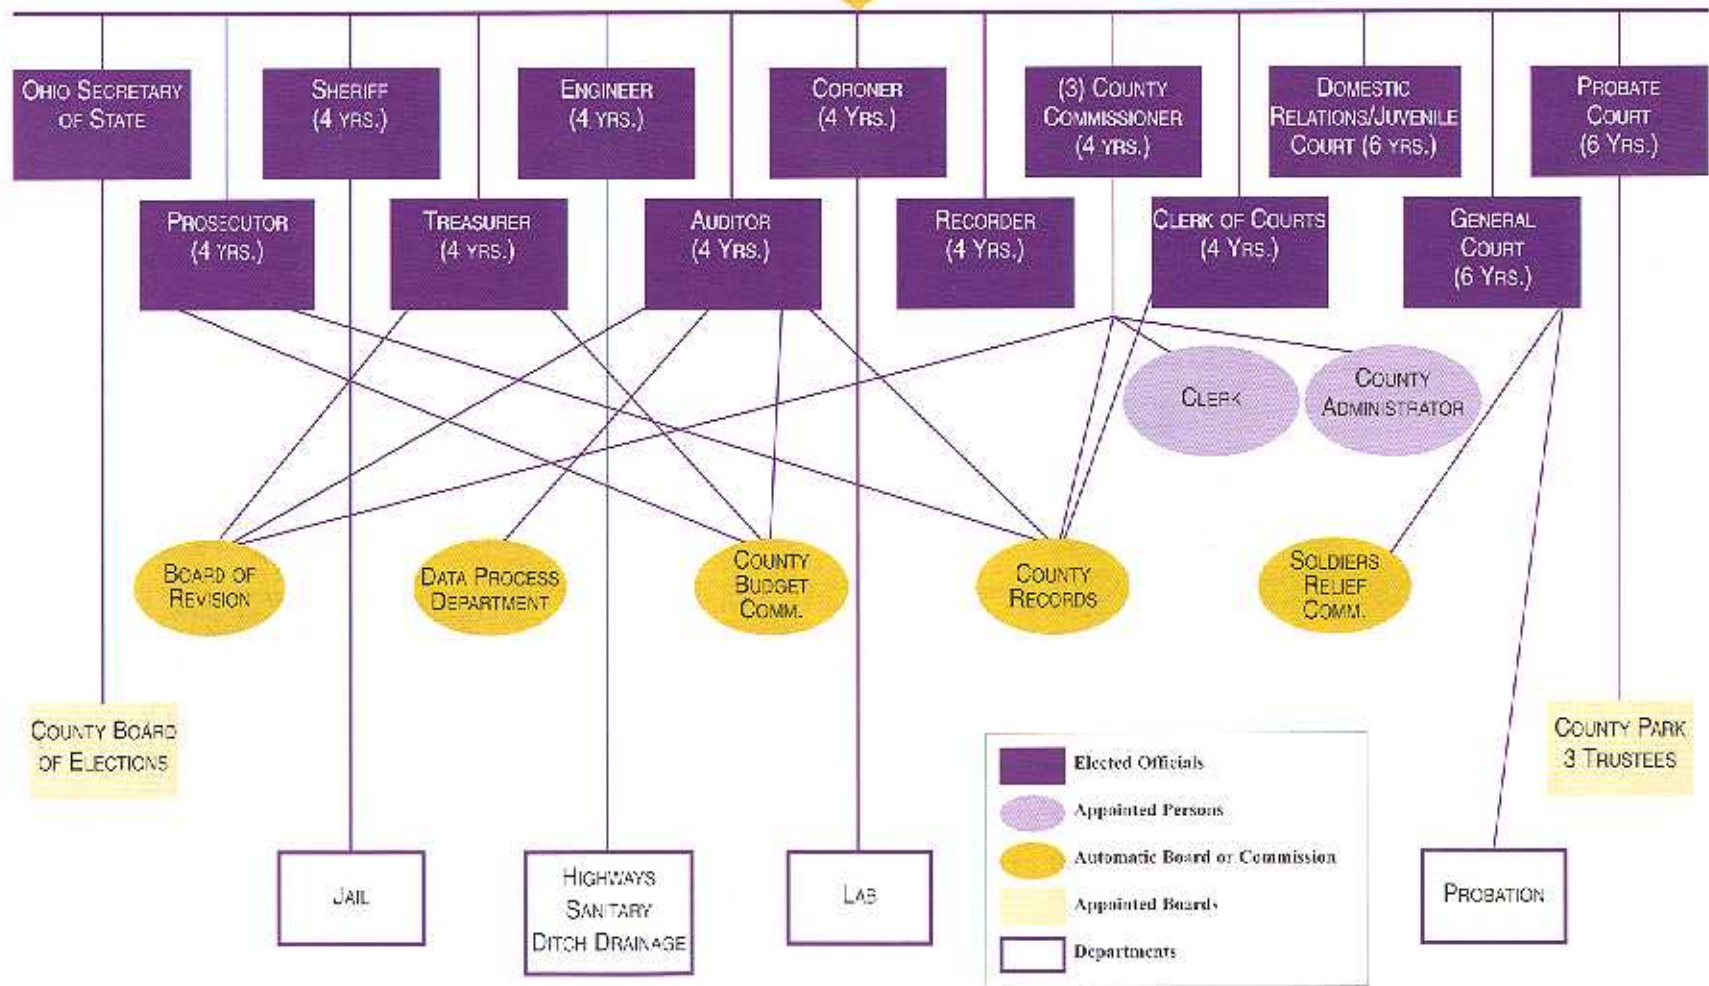 OHIO SECRETARY
OF STATE
SHERIFF
(4 YRS.)
ENGINEER
(4 YRS.)
CORONER
(4 YRS.)
(3) COUNTY
COMMISSIONER
(4 YRS.)
DOMESTIC
RELATIONS/JUVENILE
COURT (6 YRS.)
PROBATE
COURT
(6 YRS.)
PROSECUTOR
(4 YRS.)
TREASURER
(4 YRS.)
AUDITOR
(4 YRS.)
RECORDER
(4 YRS.)
CLERK OF COURTS
(4 YRS.)
GENERAL
COURT
(6 YRS.)
CLERK
COUNTY
ADMINISTRATOR
BOARD OF
REVISION
DATA PROCESS
DEPARTMENT
COUNTY
BUDGET
COMM.
COUNTY
RECORDS
SOLDIERS
RELIEF
COMM.
COUNTY BOARD
OF ELECTIONS
COUNTY PARK
3 TRUSTEES
JAIL
HIGHWAYS
SANITARY
DITCH DRAINAGE
LAB
PROBATION
Elected Officials
Appointed Persons
Automatic Board or Commission
Appointed Boards
Departments